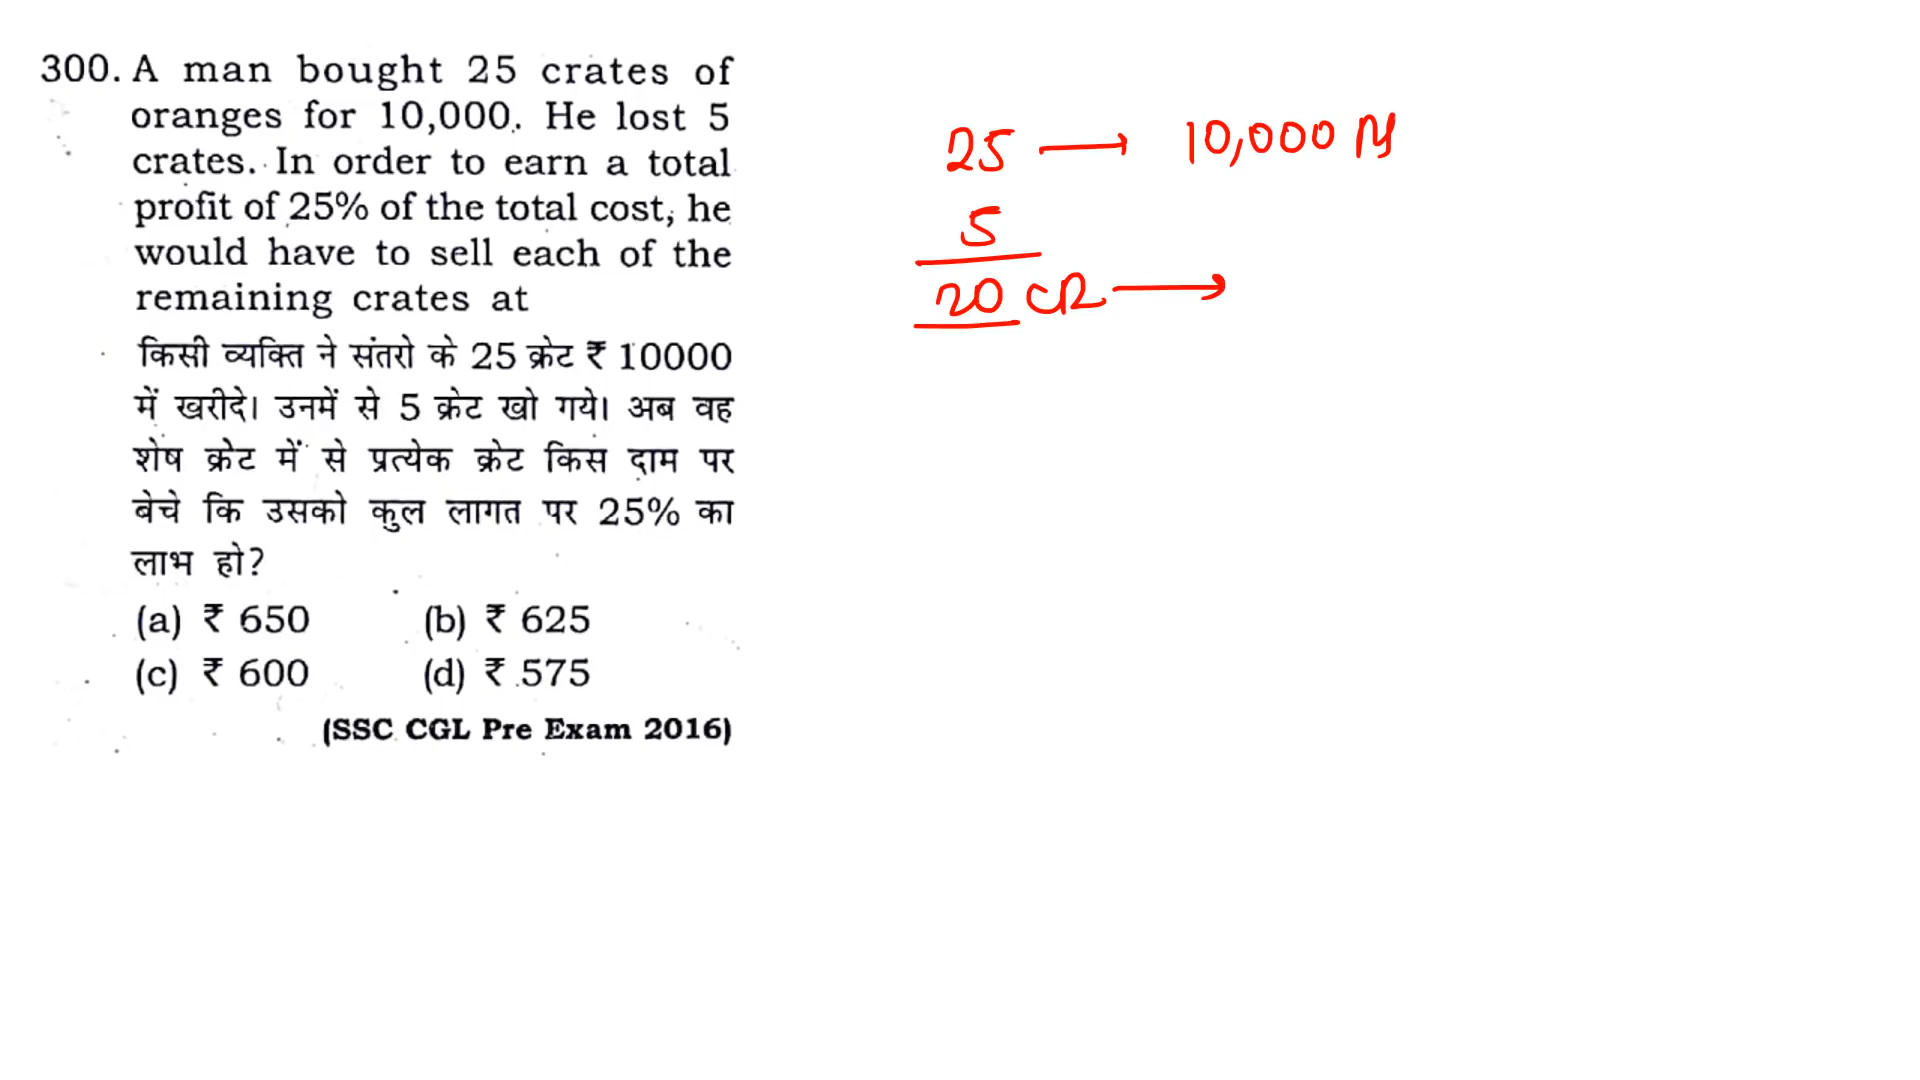 300. A man bought 25 crates of
oranges for 10,000. He lost 5
crates. In order to earn a total
profit of 25% of the total cost, he
would have to sell each of the
remaining crates at
किसी व्यक्ति ने संतरो के 25 क्रेट ₹ 10000
में खरीदे। उनमें से 5 क्रेट खो गये। अब वह
शेष क्रेट में से प्रत्येक क्रेट किस दाम पर
बेचे कि उसको कुल लागत पर 25% का
लाभ हो?
(a) ₹ 650 (b) ₹ 625
(c) ₹ 600 (d) ₹ 575
(SSC CGL Pre Exam 2016)
25 → 10,000
5
20 CR →